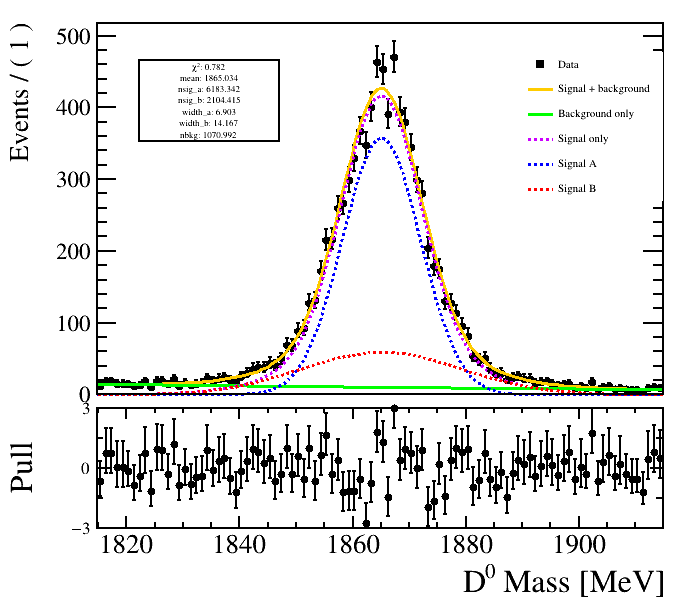 Events / ( 1 )
500
400
300
200
100
0
χ²: 0.782
mean: 1865.034
nsig_a: 6183.342
nsig_b: 2104.415
width_a: 6.903
width_b: 14.167
nbkg: 1070.992
Data
Signal + background
Background only
Signal only
Signal A
Signal B
Pull
3
0
−3
1820 1840 1860 1880 1900
D⁰ Mass [MeV]